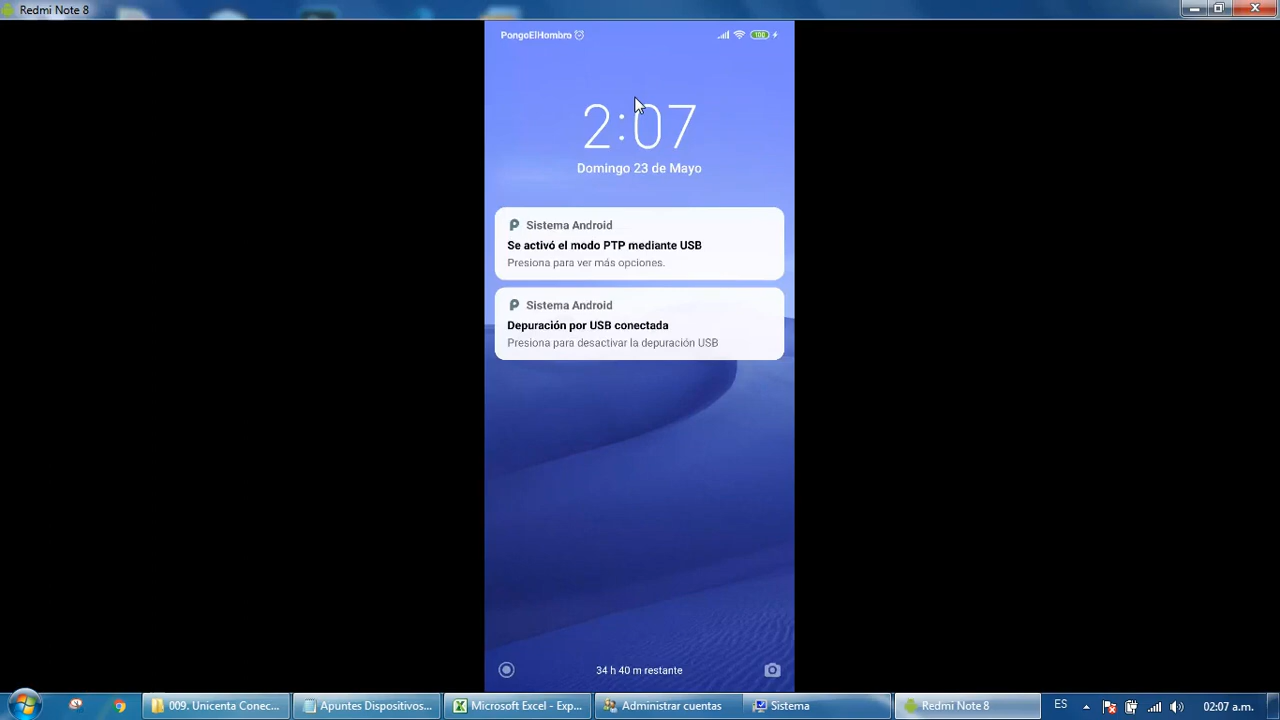 Redmi Note 8
PongoElHombro
100
2:07
Domingo 23 de Mayo
Sistema Android
Se activó el modo PTP mediante USB
Presiona para ver más opciones.
Sistema Android
Depuración por USB conectada
Presiona para desactivar la depuración USB
34 h 40 m restante
009. Unicenta Conec...
Apuntes Dispositivos...
Microsoft Excel - Exp...
Administrar cuentas
Sistema
Redmi Note 8
ES
02:07 a.m.